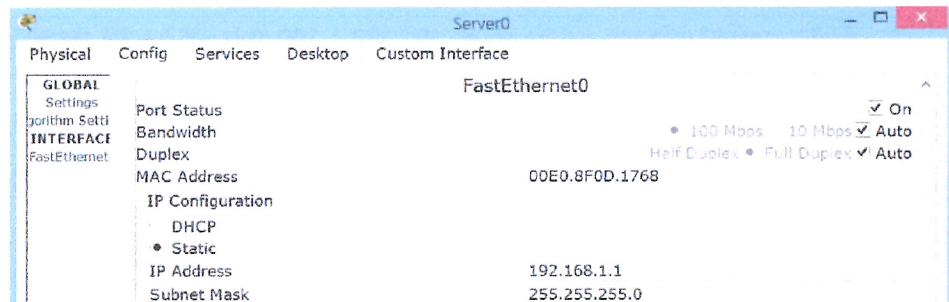 Server0
Physical Config Services Desktop Custom Interface
FastEthernet0
GLOBAL
Settings
gorithm Setti
INTERFACE
FastEthernet
Port Status On
Bandwidth 100 Mbps 10 Mbps Auto
Duplex Half Duplex Full Duplex Auto
MAC Address 00E0.8F0D.1768
IP Configuration
DHCP
Static
IP Address 192.168.1.1
Subnet Mask 255.255.255.0